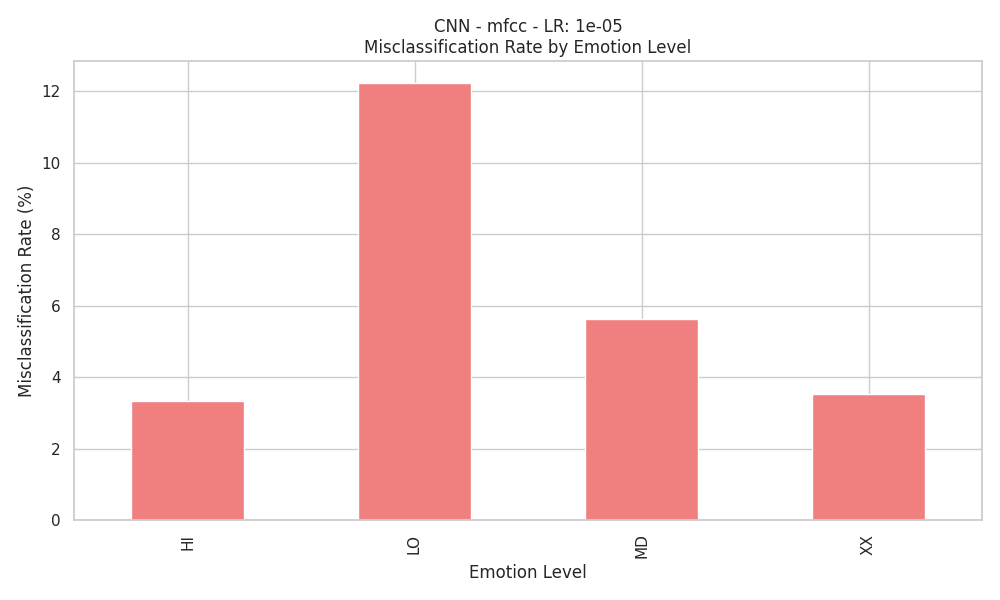 CNN - mfcc - LR: 1e-05
Misclassification Rate by Emotion Level
Misclassification Rate (%)
12
10
8
6
4
2
0
HI
LO
MD
XX
Emotion Level